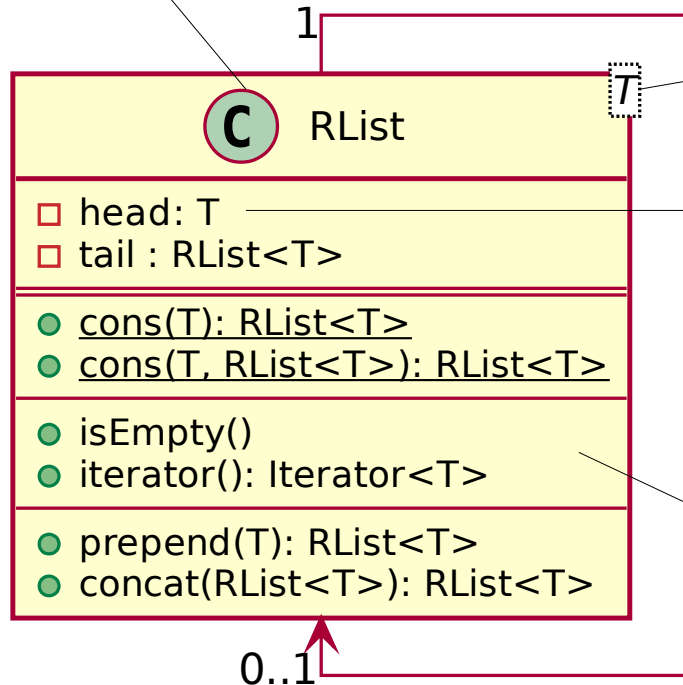 1
T
C RList
head: T
tail : RList<T>
cons(T): RList<T>
cons(T, RList<T>): RList<T>
isEmpty()
iterator(): Iterator<T>
prepend(T): RList<T>
concat(RList<T>): RList<T>
0..1